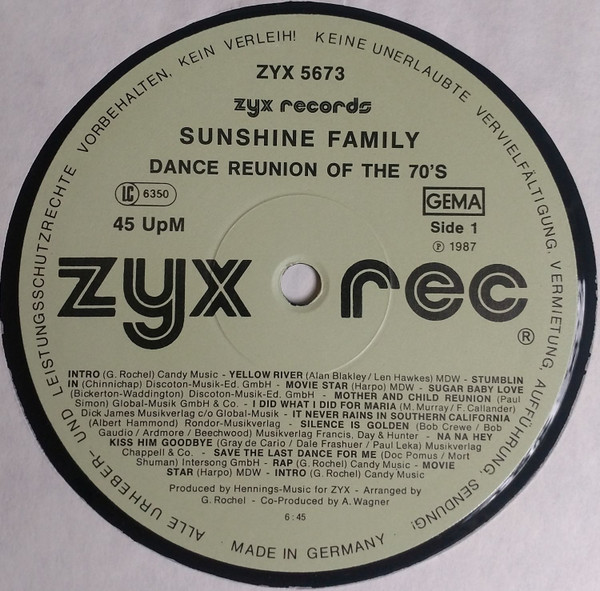 ALLE URHEBER- UND LEISTUNGSSCHUTZRECHTE VORBEHALTEN, KEIN VERLEIH! KEINE UNERLAUBTE VERVIELFÄLTIGUNG, VERMIETUNG, AUFFÜHRUNG, SENDUNG!
ZYX 5673
zyx records
SUNSHINE FAMILY
DANCE REUNION OF THE 70'S
LC 6350
GEMA
45 UpM
Side 1
℗ 1987
zyx rec
®
INTRO (G. Rochel) Candy Music - YELLOW RIVER (Alan Blakley / Len Hawkes) MDW - STUMBLIN
IN (Chinnichap) Discoton-Musik-Ed. GmbH - MOVIE STAR (Harpo) MDW - SUGAR BABY LOVE
(Bickerton-Waddington) Discoton-Musik-Ed. GmbH - MOTHER AND CHILD REUNION (Paul
Simon) Global-Musik GmbH & Co. - I DID WHAT I DID FOR MARIA (M. Murray / F. Callander)
Dick James Musikverlag c/o Global-Musik - IT NEVER RAINS IN SOUTHERN CALIFORNIA
(Albert Hammond) Rondor-Musikverlag - SILENCE IS GOLDEN (Bob Crewe / Bob
Gaudio / Ardmore / Beechwood) Musikverlag Francis, Day & Hunter - NA NA HEY
KISS HIM GOODBYE (Gray de Cario / Dale Frashuer / Paul Leka) Musikverlag
Chappell & Co. - SAVE THE LAST DANCE FOR ME (Doc Pomus / Mort
Shuman) Intersong GmbH - RAP (G. Rochel) Candy Music - MOVIE
STAR (Harpo) MDW - INTRO (G. Rochel) Candy Music
Produced by Hennings-Music for ZYX - Arranged by
G. Rochel - Co-Produced by A. Wagner
6:45
MADE IN GERMANY